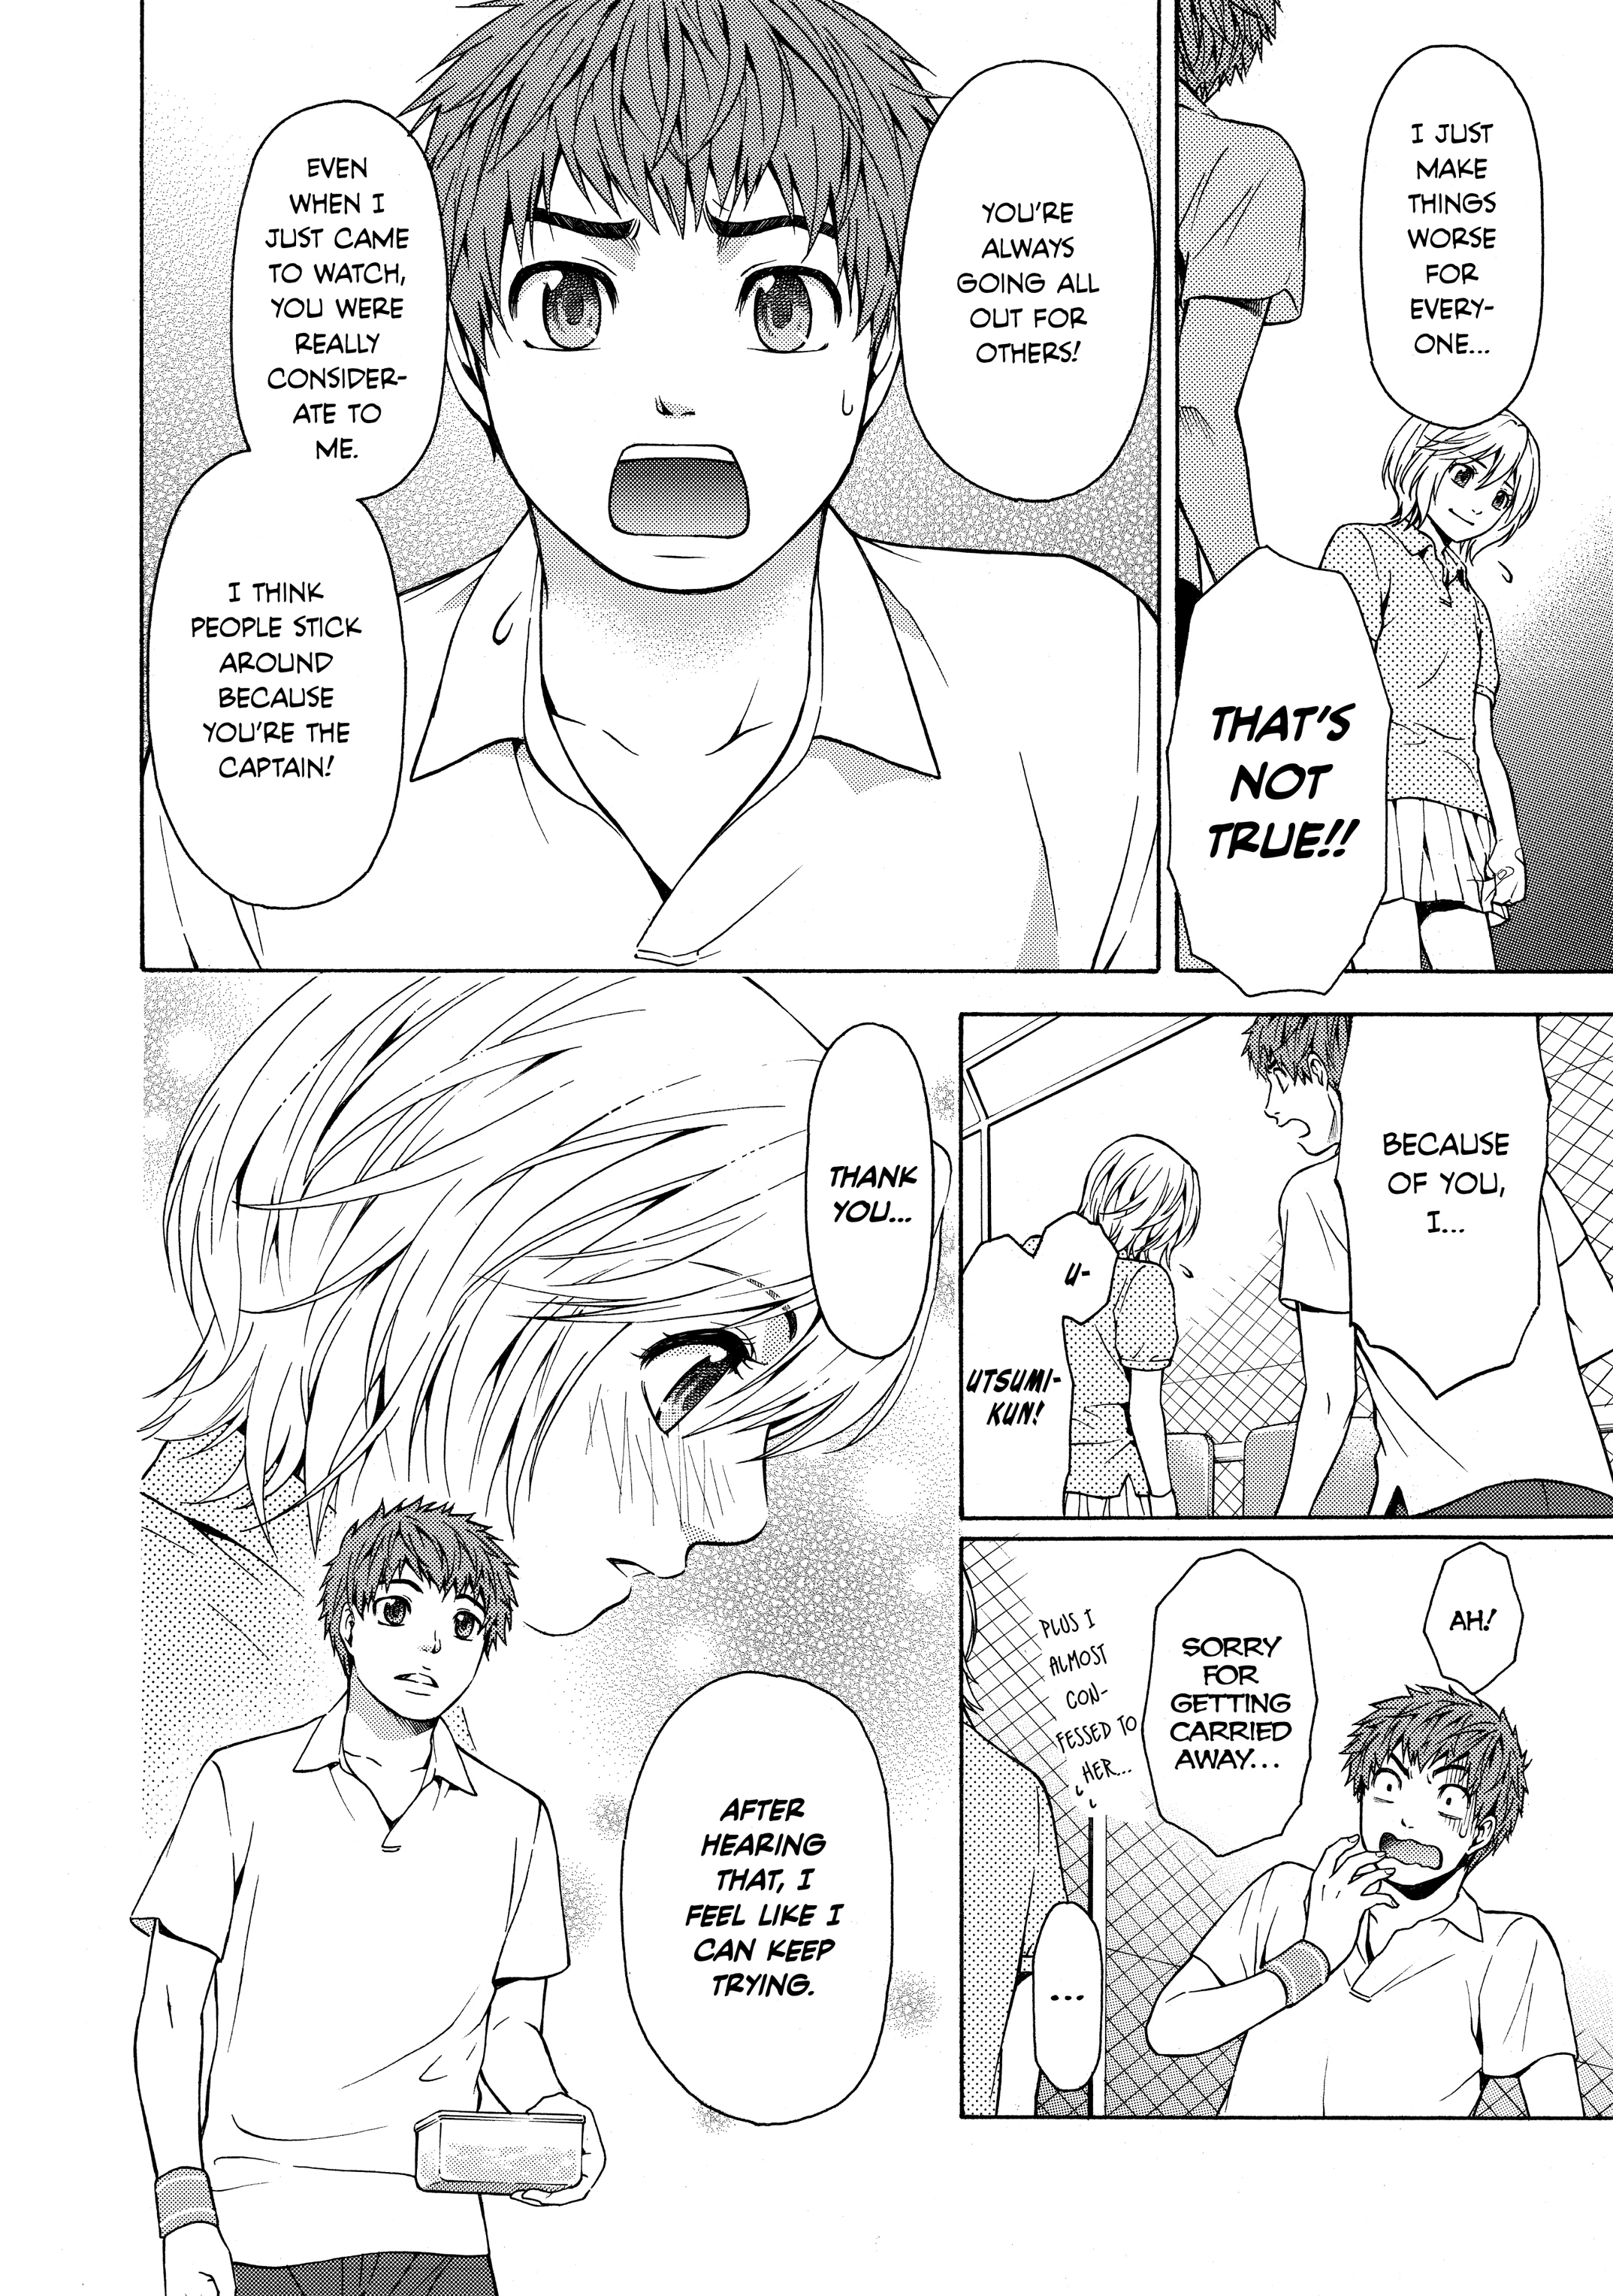 I JUST
MAKE
THINGS
WORSE
FOR
EVERY-
ONE...
THAT'S
NOT
TRUE!!
YOU'RE
ALWAYS
GOING ALL
OUT FOR
OTHERS!
EVEN
WHEN I
JUST CAME
TO WATCH,
YOU WERE
REALLY
CONSIDER-
ATE TO
ME.
I THINK
PEOPLE STICK
AROUND
BECAUSE
YOU'RE THE
CAPTAIN!
BECAUSE
OF YOU,
I...
U-
UTSUMI-
KUN!
AH!
SORRY
FOR
GETTING
CARRIED
AWAY...
PLUS I
ALMOST
CON-
FESSED TO
HER...
...
THANK
YOU...
AFTER
HEARING
THAT, I
FEEL LIKE I
CAN KEEP
TRYING.